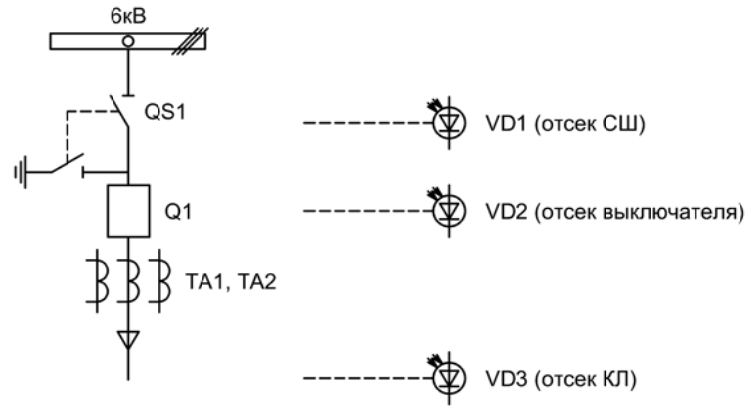 6кВ
QS1
VD1 (отсек СШ)
Q1
VD2 (отсек выключателя)
TA1, TA2
VD3 (отсек КЛ)